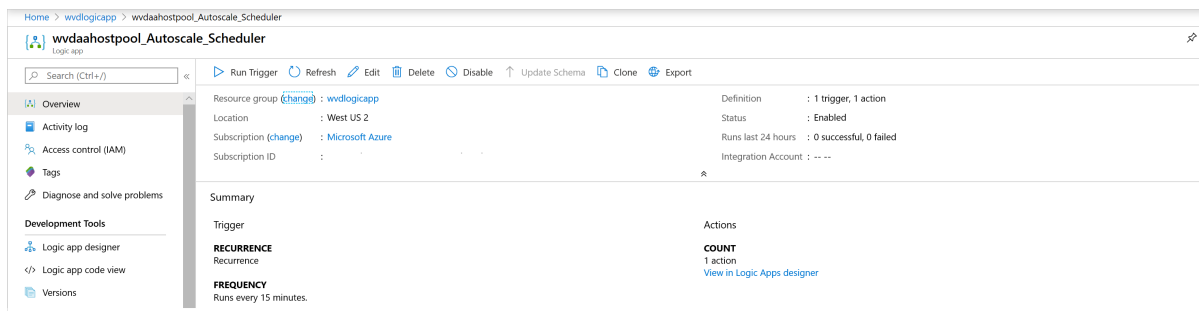 Home > wvdlogicapp > wvdaahostpool_Autoscale_Scheduler
wvdaahostpool_Autoscale_Scheduler
Logic app
Search (Ctrl+/)
«
Run Trigger Refresh Edit Delete Disable Update Schema Clone Export
Overview
Activity log
Access control (IAM)
Tags
Diagnose and solve problems
Development Tools
Logic app designer
Logic app code view
Versions
Resource group (change) : wvdlogicapp
Location : West US 2
Subscription (change) : Microsoft Azure
Subscription ID :
Definition : 1 trigger, 1 action
Status : Enabled
Runs last 24 hours : 0 successful, 0 failed
Integration Account : -- --
Summary
Trigger
RECURRENCE
Recurrence
FREQUENCY
Runs every 15 minutes.
Actions
COUNT
1 action
View in Logic Apps designer